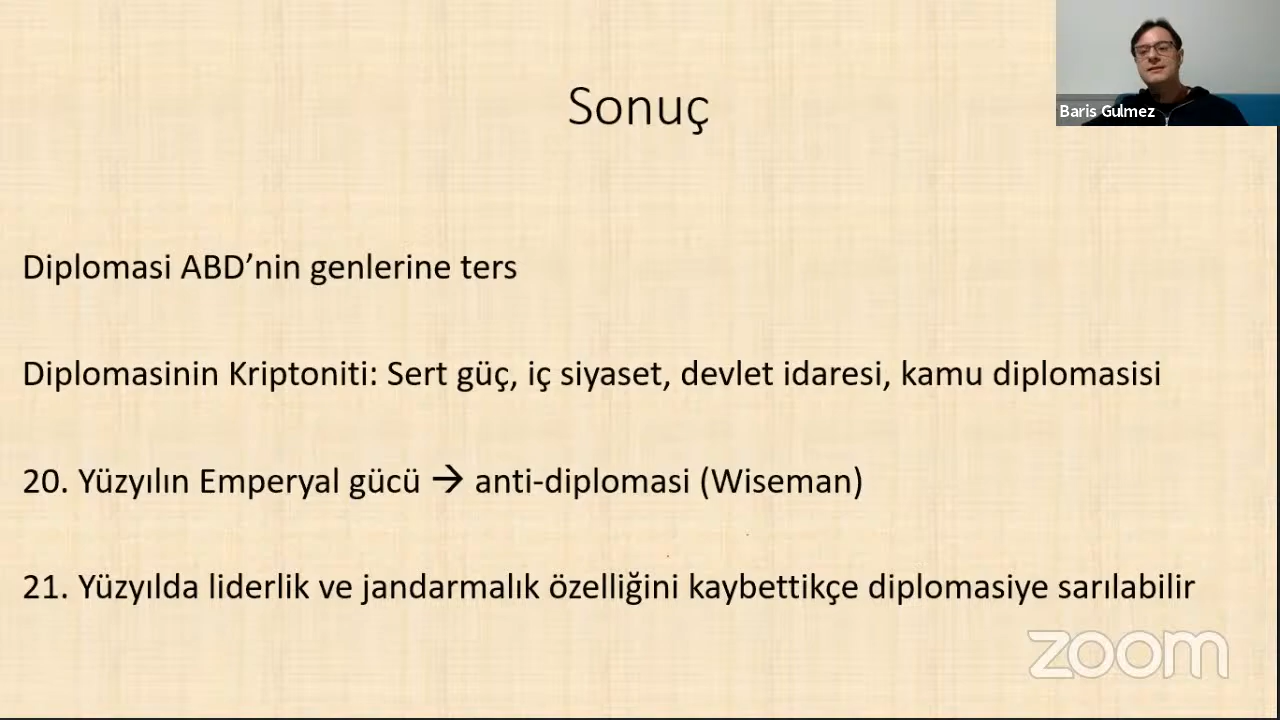 Baris Gulmez
Sonuç
Diplomasi ABD’nin genlerine ters
Diplomasinin Kriptoniti: Sert güç, iç siyaset, devlet idaresi, kamu diplomasisi
20. Yüzyılın Emperyal gücü → anti-diplomasi (Wiseman)
21. Yüzyılda liderlik ve jandarmalık özelliğini kaybettikçe diplomasiye sarılabilir
zoom